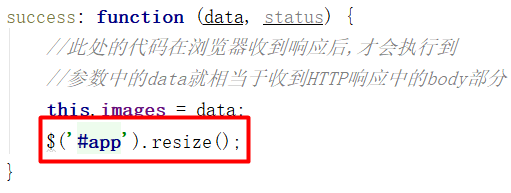 success: function (data, status) {
//此处的代码在浏览器收到响应后,才会执行到
//参数中的data就相当于收到HTTP响应中的body部分
this.images = data;
$('#app').resize();
}